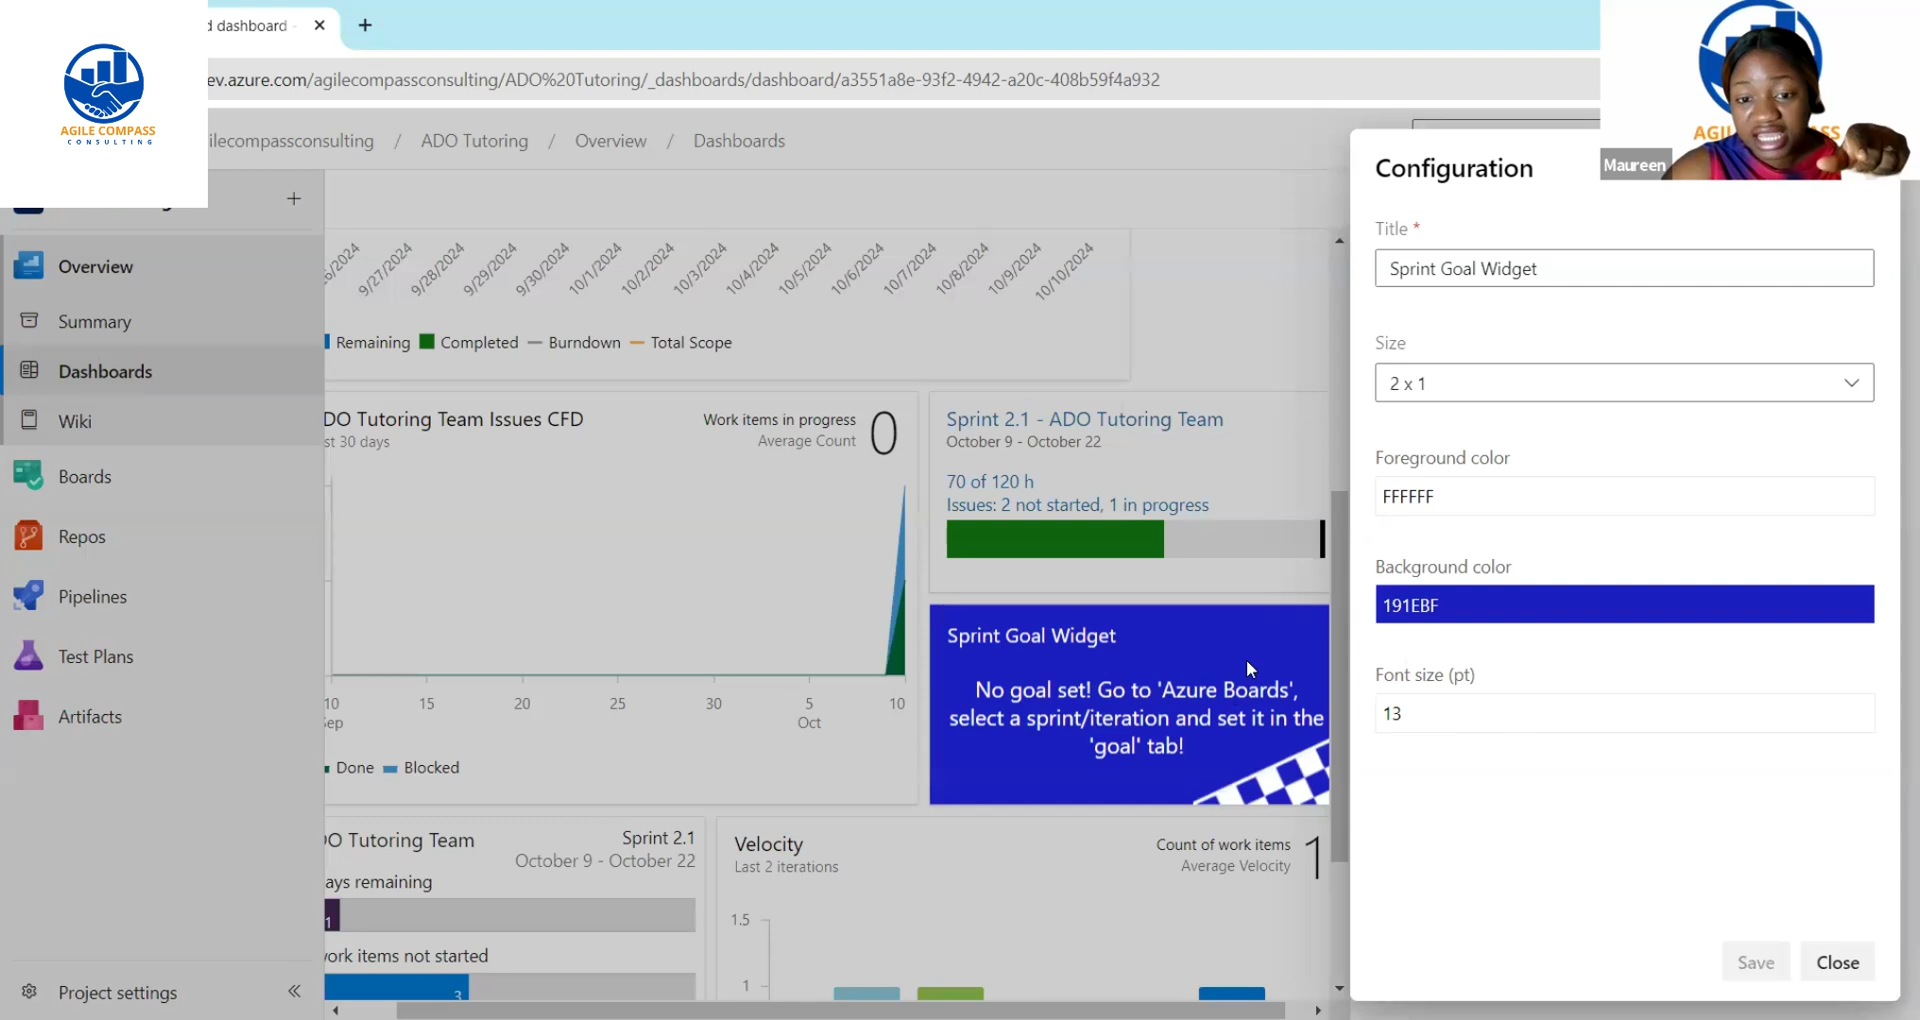 d dashboard -
ev.azure.com/agilecompassconsulting/ADO%20Tutoring/_dashboards/dashboard/a3551a8e-93f2-4942-a20c-408b59f4a932
AGILE COMPASS
CONSULTING
ilecompassconsulting / ADO Tutoring / Overview / Dashboards
Maureen
Overview
Summary
Dashboards
Wiki
Boards
Repos
Pipelines
Test Plans
Artifacts
Project settings
6/2024 9/27/2024 9/28/2024 9/29/2024 9/30/2024 10/1/2024 10/2/2024 10/3/2024 10/4/2024 10/5/2024 10/6/2024 10/7/2024 10/8/2024 10/9/2024 10/10/2024
Remaining Completed Burndown Total Scope
DO Tutoring Team Issues CFD
st 30 days
Work items in progress
Average Count
0
10 15 20 25 30 5 10
Sep Oct
Done Blocked
Sprint 2.1 - ADO Tutoring Team
October 9 - October 22
70 of 120 h
Issues: 2 not started, 1 in progress
Sprint Goal Widget
No goal set! Go to 'Azure Boards',
select a sprint/iteration and set it in the
'goal' tab!
DO Tutoring Team
Sprint 2.1
October 9 - October 22
ays remaining
1
ork items not started
3
Velocity
Last 2 iterations
Count of work items
Average Velocity
1
1.5
1
Configuration
Title *
Sprint Goal Widget
Size
2 x 1
Foreground color
FFFFFF
Background color
191EBF
Font size (pt)
13
Save
Close